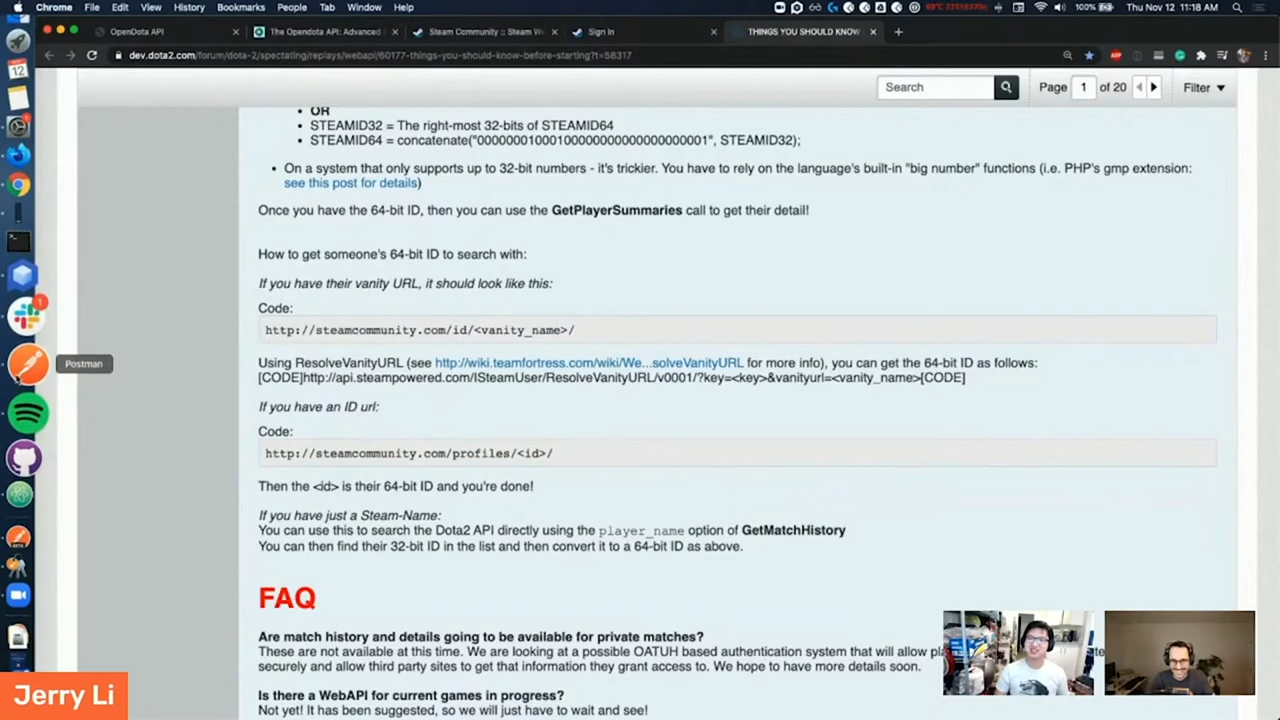 Chrome File Edit View History Bookmarks People Tab Window Help 100% Thu Nov 12 11:18 AM
OpenDota API
The Opendota API: Advanced
Steam Community :: Steam W
Sign In
THINGS YOU SHOULD KNOW
dev.dota2.com/forum/dota-2/spectating/replays/webapi/60177-things-you-should-know-before-starting?t=58317
Search
Page 1 of 20
Filter
• OR
• STEAMID32 = The right-most 32-bits of STEAMID64
• STEAMID64 = concatenate("00000001000100000000000000000001", STEAMID32);
• On a system that only supports up to 32-bit numbers - it's trickier. You have to rely on the language's built-in "big number" functions (i.e. PHP's gmp extension:
see this post for details)
Once you have the 64-bit ID, then you can use the GetPlayerSummaries call to get their detail!
How to get someone's 64-bit ID to search with:
If you have their vanity URL, it should look like this:
Code:
http://steamcommunity.com/id/<vanity_name>/
Using ResolveVanityURL (see http://wiki.teamfortress.com/wiki/We...solveVanityURL for more info), you can get the 64-bit ID as follows:
[CODE]http://api.steampowered.com/ISteamUser/ResolveVanityURL/v0001/?key=<key>&vanityurl=<vanity_name>[CODE]
If you have an ID url:
Code:
http://steamcommunity.com/profiles/<id>/
Then the <id> is their 64-bit ID and you're done!
If you have just a Steam-Name:
You can use this to search the Dota2 API directly using the player_name option of GetMatchHistory
You can then find their 32-bit ID in the list and then convert it to a 64-bit ID as above.
FAQ
Are match history and details going to be available for private matches?
These are not available at this time. We are looking at a possible OATUH based authentication system that will allow
securely and allow third party sites to get that information they grant access to. We hope to have more details soon.
Is there a WebAPI for current games in progress?
Not yet! It has been suggested, so we will just have to wait and see!
12
1
Postman
Jerry Li